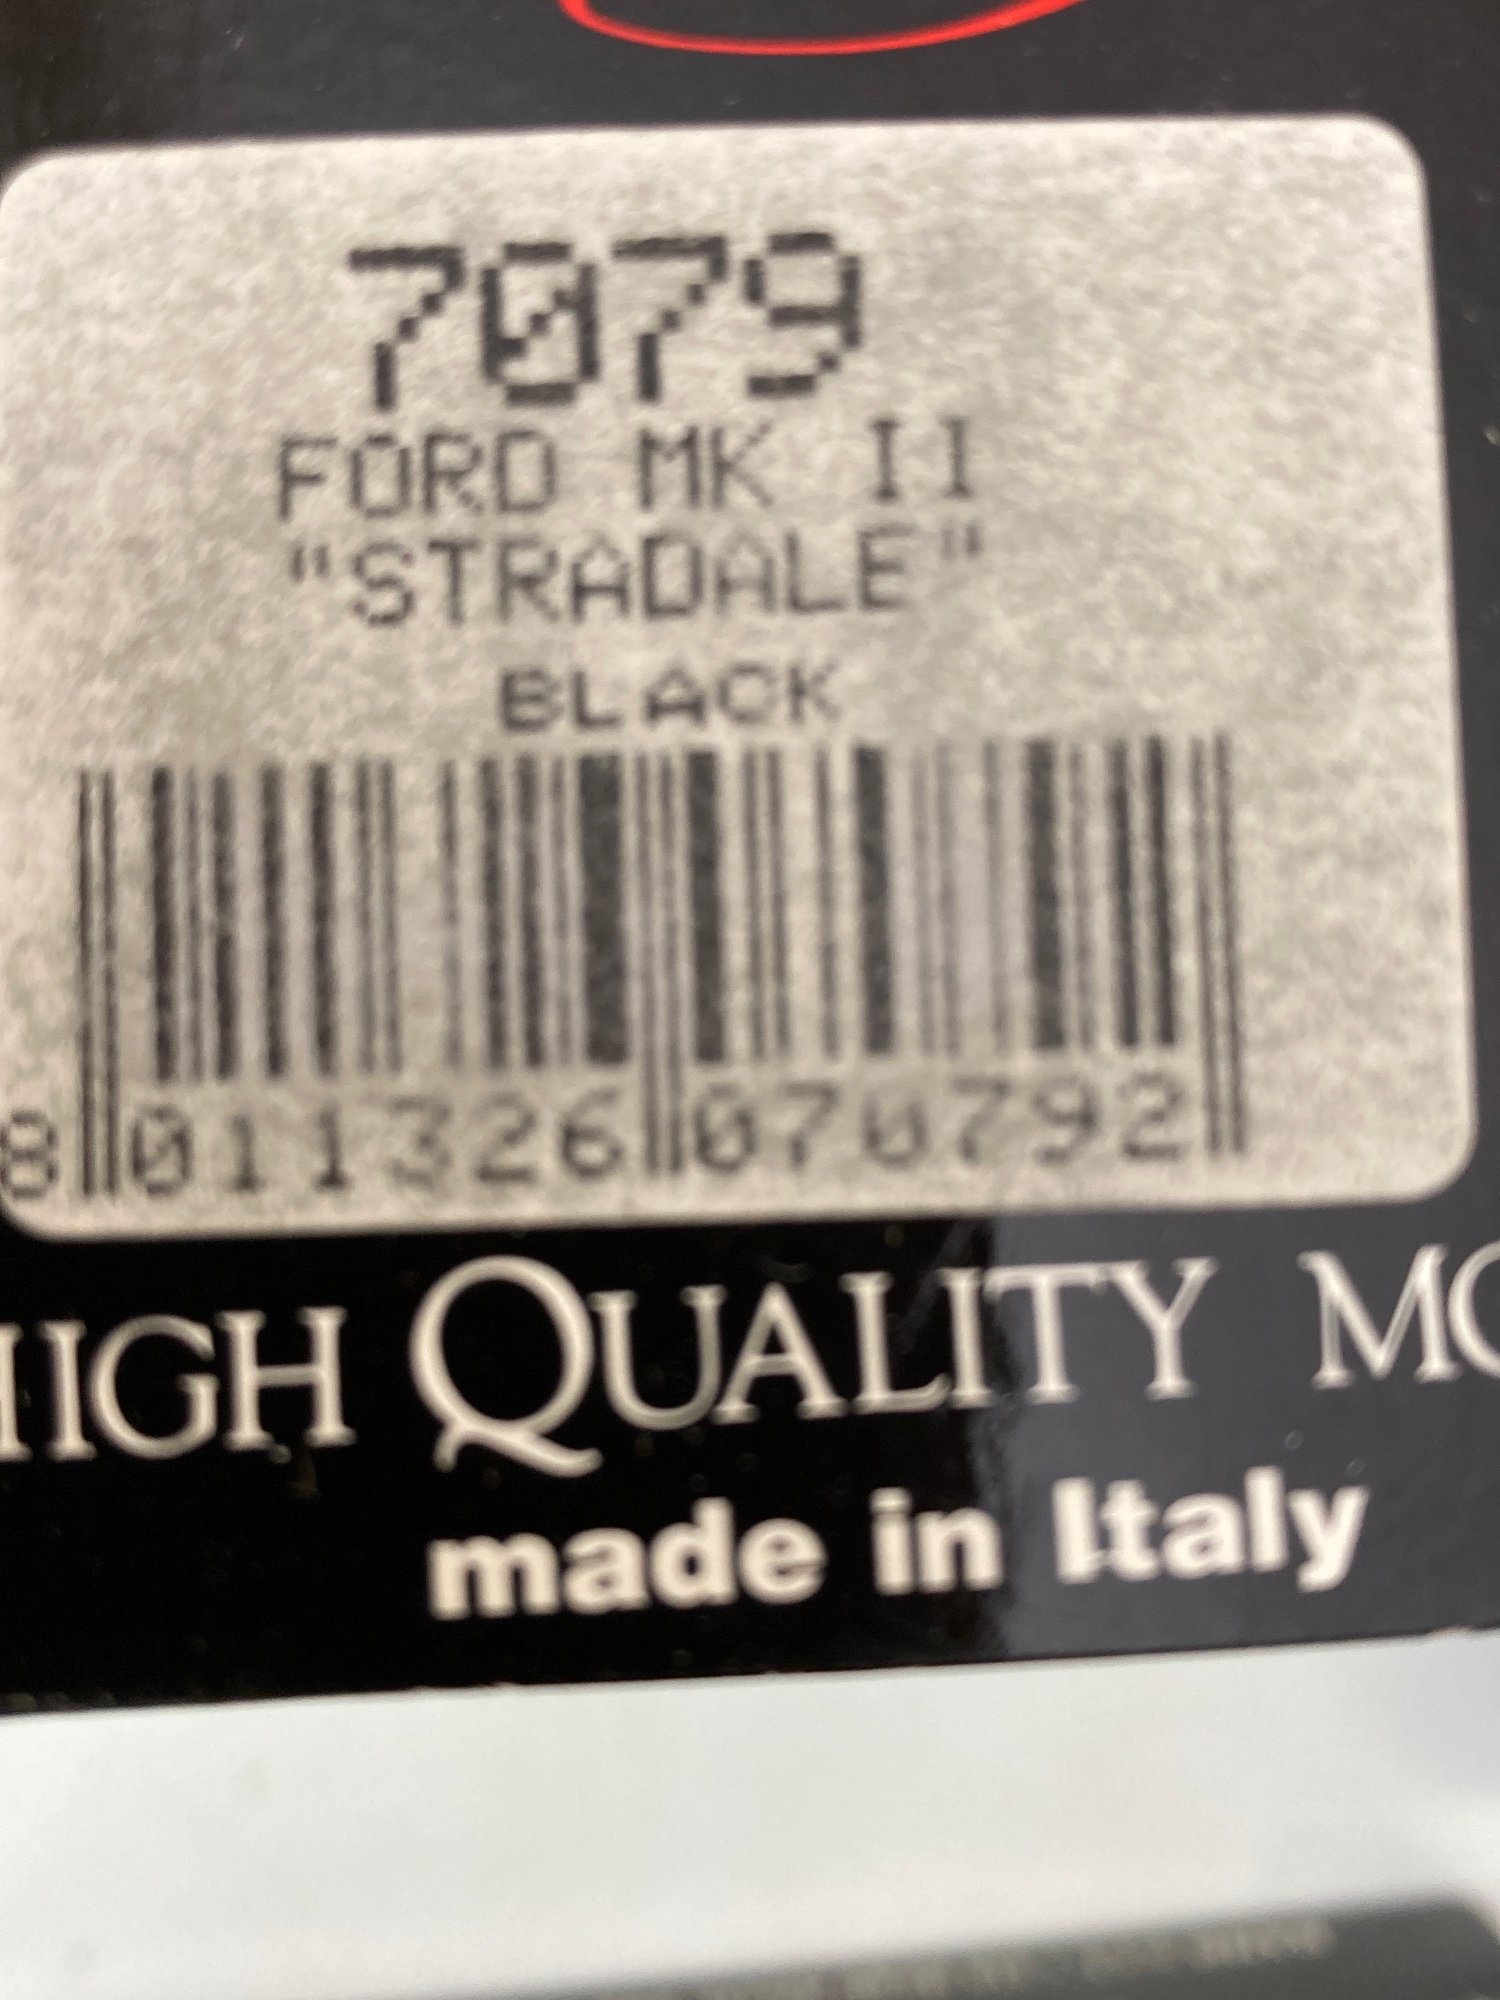 7079
FORD MK II
"STRADALE"
BLACK
8 011326 070792
HIGH QUALITY MO
made in Italy